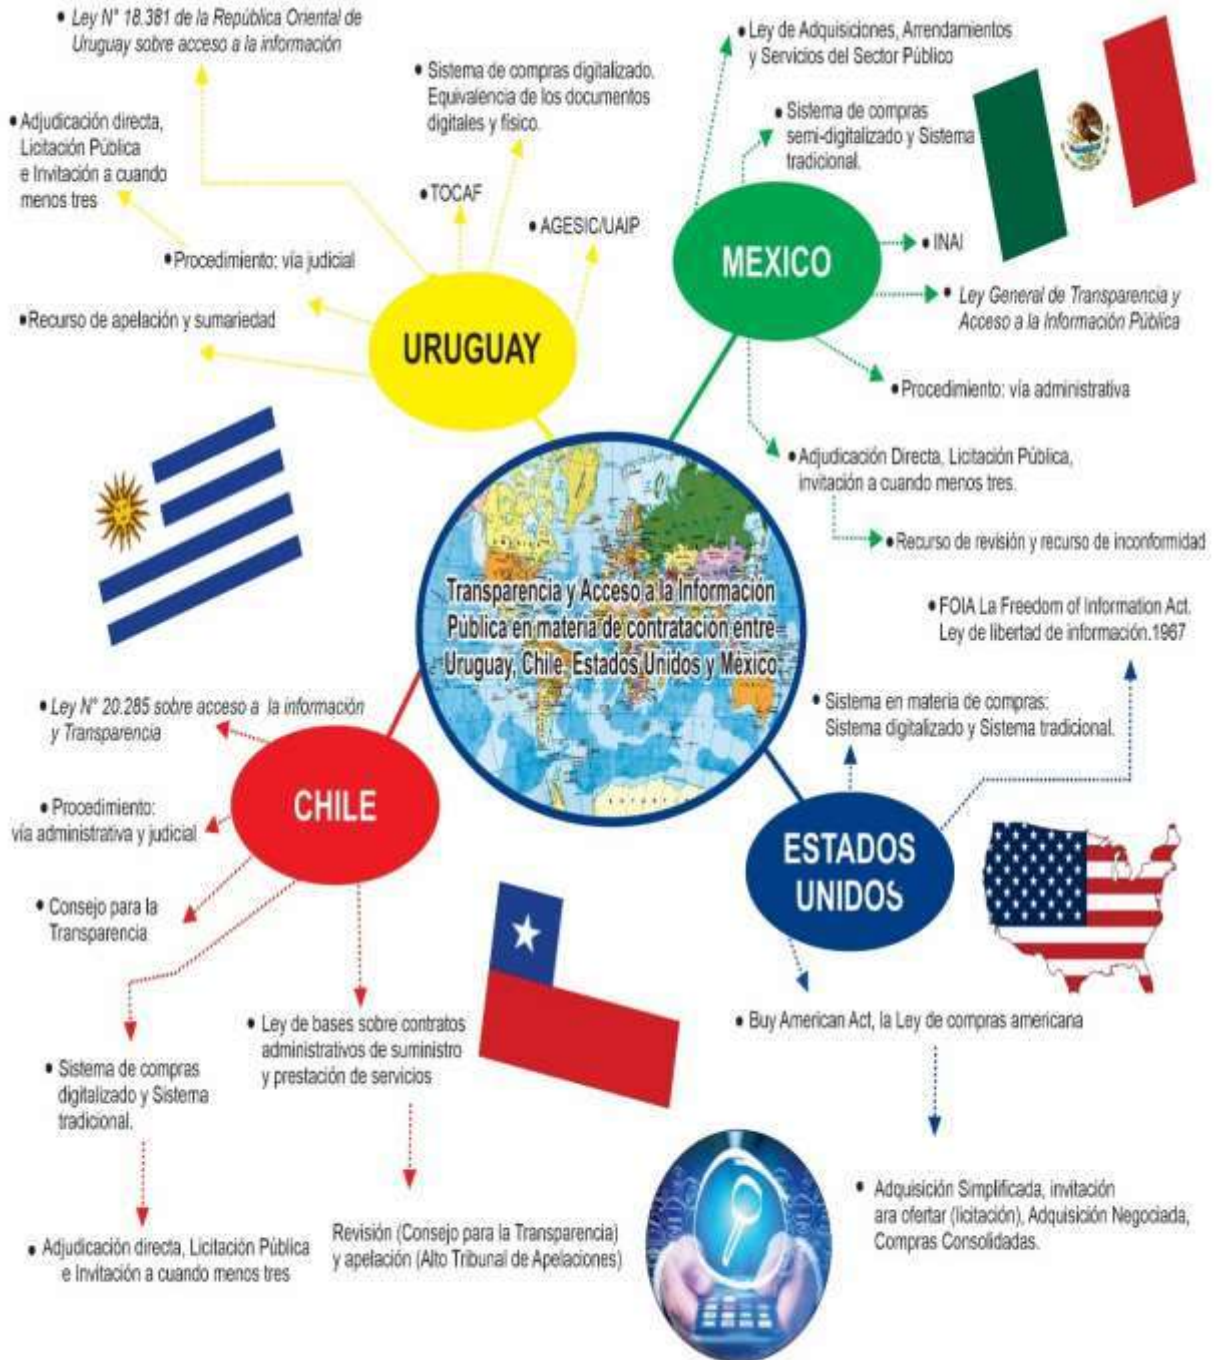 • Ley N° 18.381 de la República Oriental de
Uruguay sobre acceso a la información
• Sistema de compras digitalizado.
Equivalencia de los documentos
digitales y físico.
• Adjudicación directa,
Licitación Pública
e Invitación a cuando
menos tres
• TOCAF
• AGESIC/UAIP
• Procedimiento: vía judicial
• Recurso de apelación y sumariedad
URUGUAY
• Ley de Adquisiciones, Arrendamientos
y Servicios del Sector Público
• Sistema de compras
semi-digitalizado y Sistema
tradicional.
MEXICO
• INAI
• Ley General de Transparencia y
Acceso a la Información Pública
• Procedimiento: vía administrativa
• Adjudicación Directa, Licitación Pública,
invitación a cuando menos tres.
• Recurso de revisión y recurso de inconformidad
Transparencia y Acceso a la Información
Pública en materia de contratación entre
Uruguay, Chile, Estados Unidos y México
• Ley N° 20.285 sobre acceso a la información
y Transparencia
• Procedimiento:
vía administrativa y judicial
CHILE
• Consejo para la
Transparencia
• Ley de bases sobre contratos
administrativos de suministro
y prestación de servicios
• Sistema de compras
digitalizado y Sistema
tradicional.
• Adjudicación directa, Licitación Pública
e Invitación a cuando menos tres
Revisión (Consejo para la Transparencia)
y apelación (Alto Tribunal de Apelaciones)
• FOIA La Freedom of Information Act.
Ley de libertad de información.1967
• Sistema en materia de compras:
Sistema digitalizado y Sistema tradicional.
ESTADOS
UNIDOS
• Buy American Act, la Ley de compras americana
• Adquisición Simplificada, invitación
ara ofertar (licitación), Adquisición Negociada,
Compras Consolidadas.